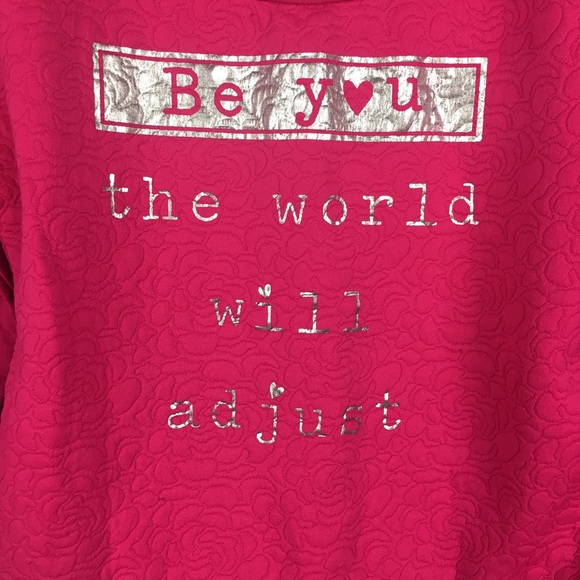 Be y♥u
the world
will
adjust